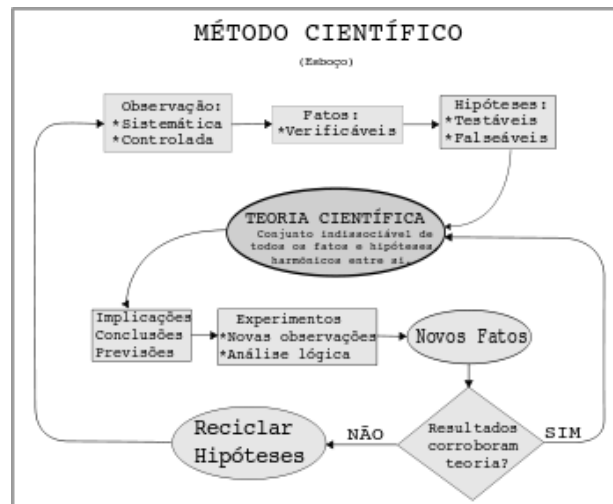 MÉTODO CIENTÍFICO
(Esboço)
Observação:
*Sistemática
*Controlada
Fatos:
*Verificáveis
Hipóteses:
*Testáveis
*Falseáveis
TEORIA CIENTÍFICA
Conjunto indissociável de
todos os fatos e hipóteses
harmônicos entre si.
Implicações
Conclusões
Previsões
Experimentos
*Novas observações
*Análise lógica
Novos Fatos
Resultados
corroboram
teoria?
SIM
NÃO
Reciclar
Hipóteses